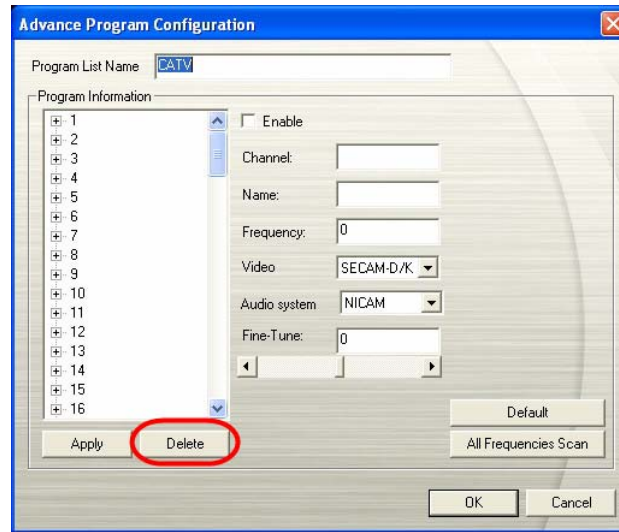 Advance Program Configuration
Program List Name CATV
Program Information
1
2
3
4
5
6
7
8
9
10
11
12
13
14
15
16
Enable
Channel:
Name:
Frequency: 0
Video SECAM-D/K
Audio system NICAM
Fine-Tune: 0
Apply Delete
Default
All Frequencies Scan
OK Cancel